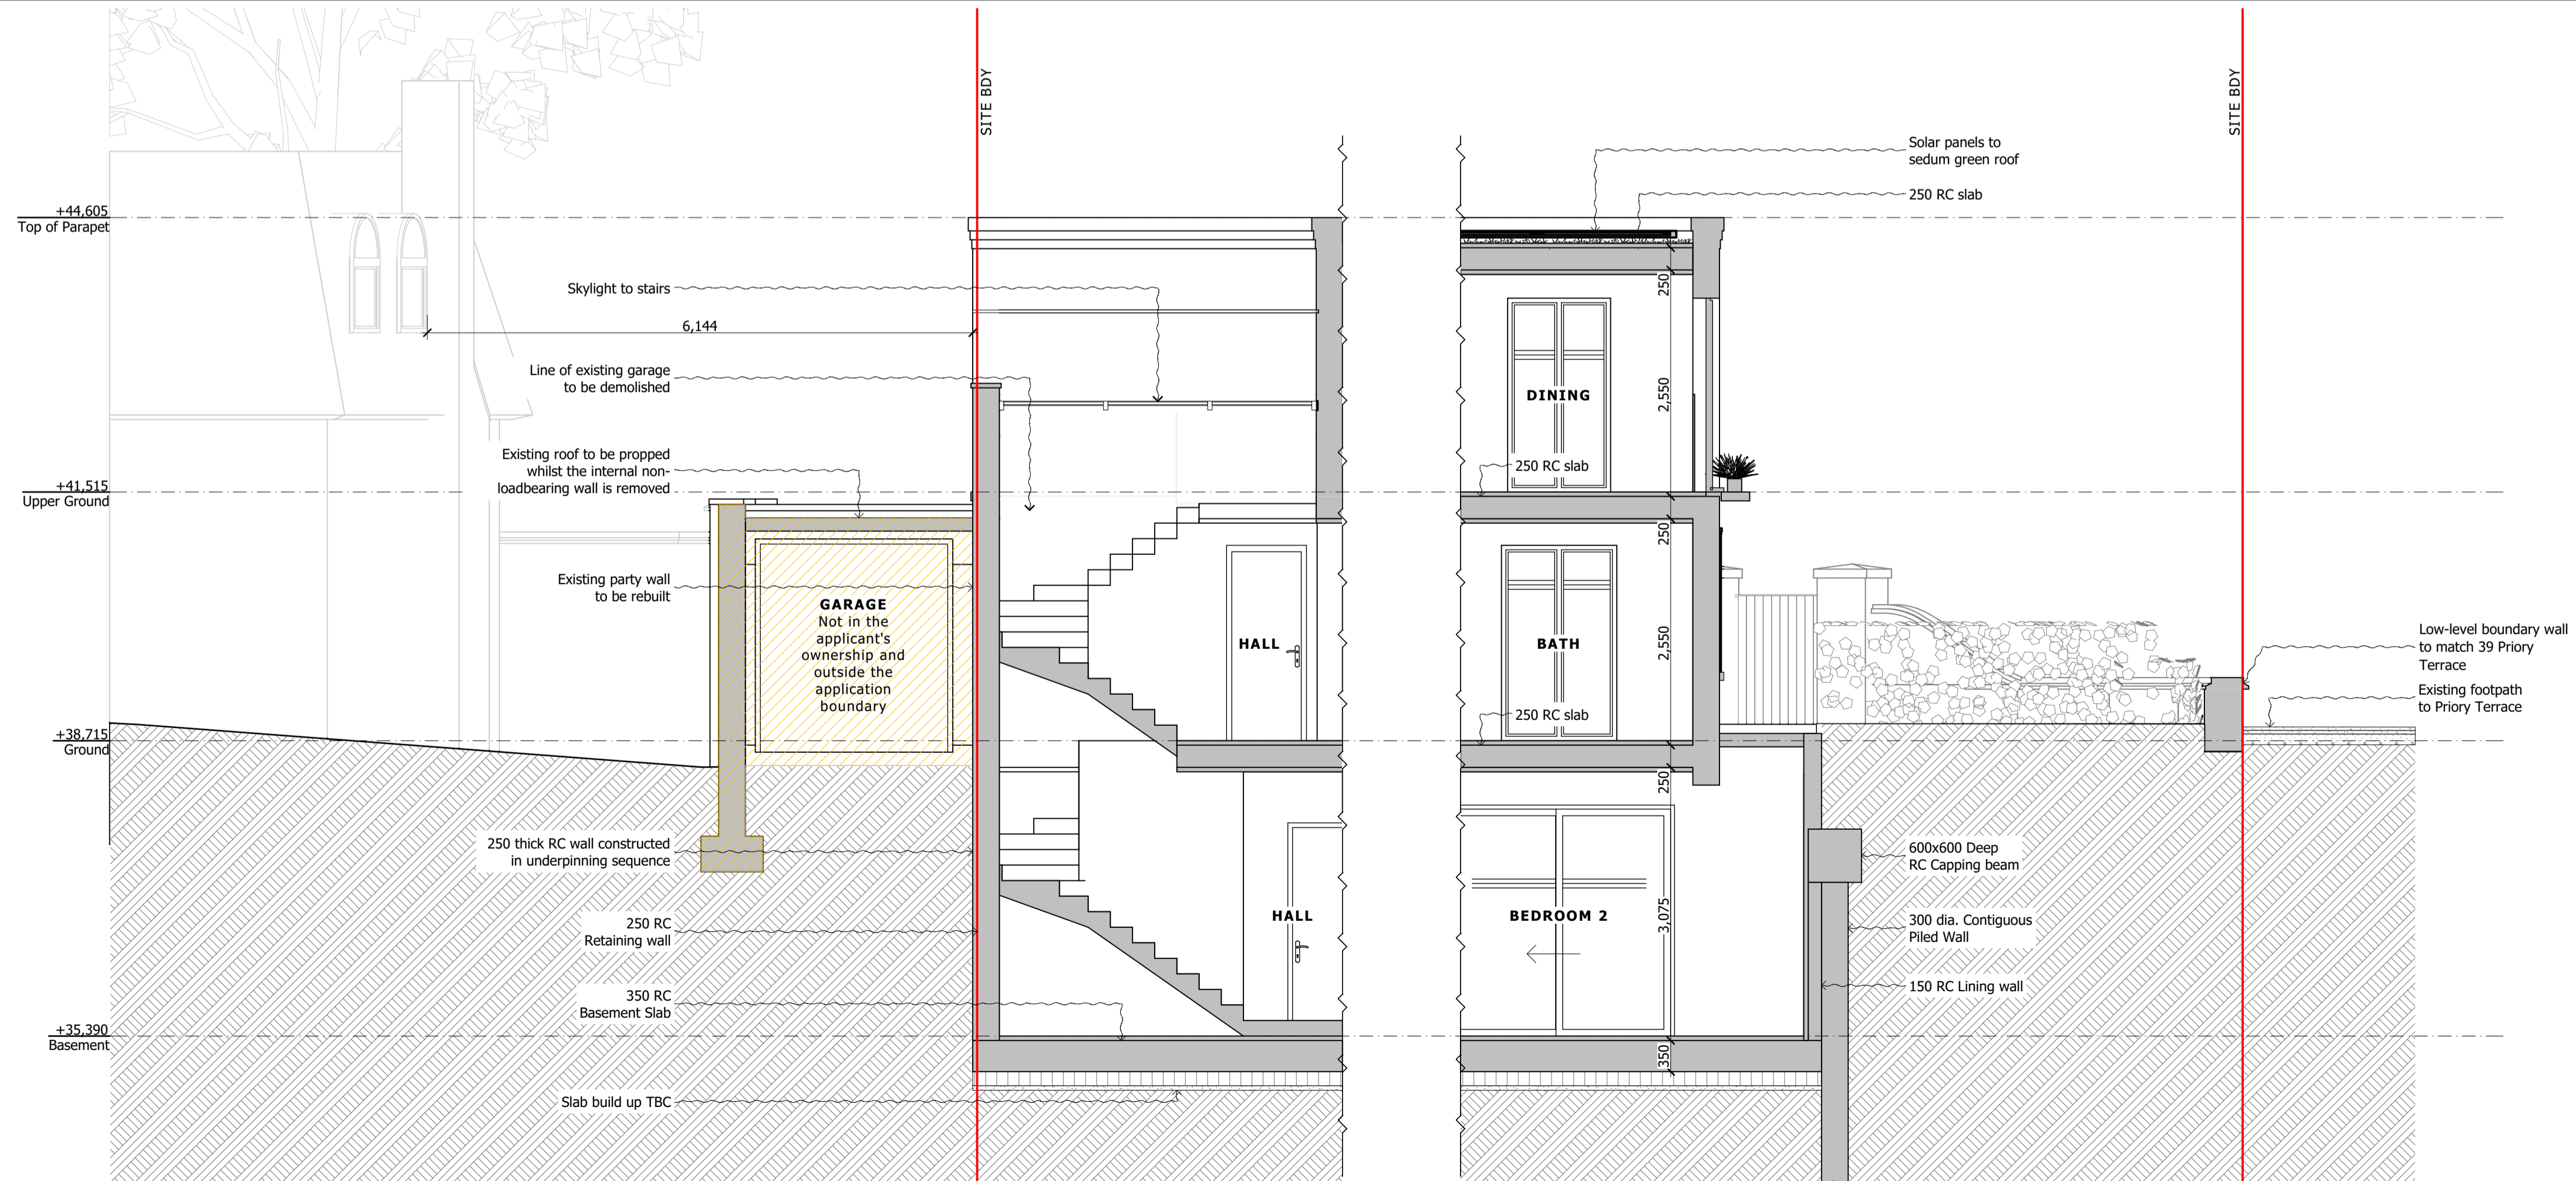 SITE BDY
SITE BDY
Solar panels to
sedum green roof
250 RC slab
+44,605
Top of Parapet
Skylight to stairs
250
6,144
Line of existing garage
to be demolished
DINING
2,550
Existing roof to be propped
whilst the internal non-
loadbearing wall is removed
250 RC slab
+41,515
Upper Ground
250
Existing party wall
to be rebuilt
GARAGE
Not in the
applicant's
ownership and
outside the
application
boundary
HALL
BATH
2,550
Low-level boundary wall
to match 39 Priory
Terrace
Existing footpath
to Priory Terrace
250 RC slab
+38,715
Ground
250
250 thick RC wall constructed
in underpinning sequence
600x600 Deep
RC Capping beam
250 RC
Retaining wall
HALL
BEDROOM 2
3,075
300 dia. Contiguous
Piled Wall
350 RC
Basement Slab
150 RC Lining wall
+35,390
Basement
350
Slab build up TBC